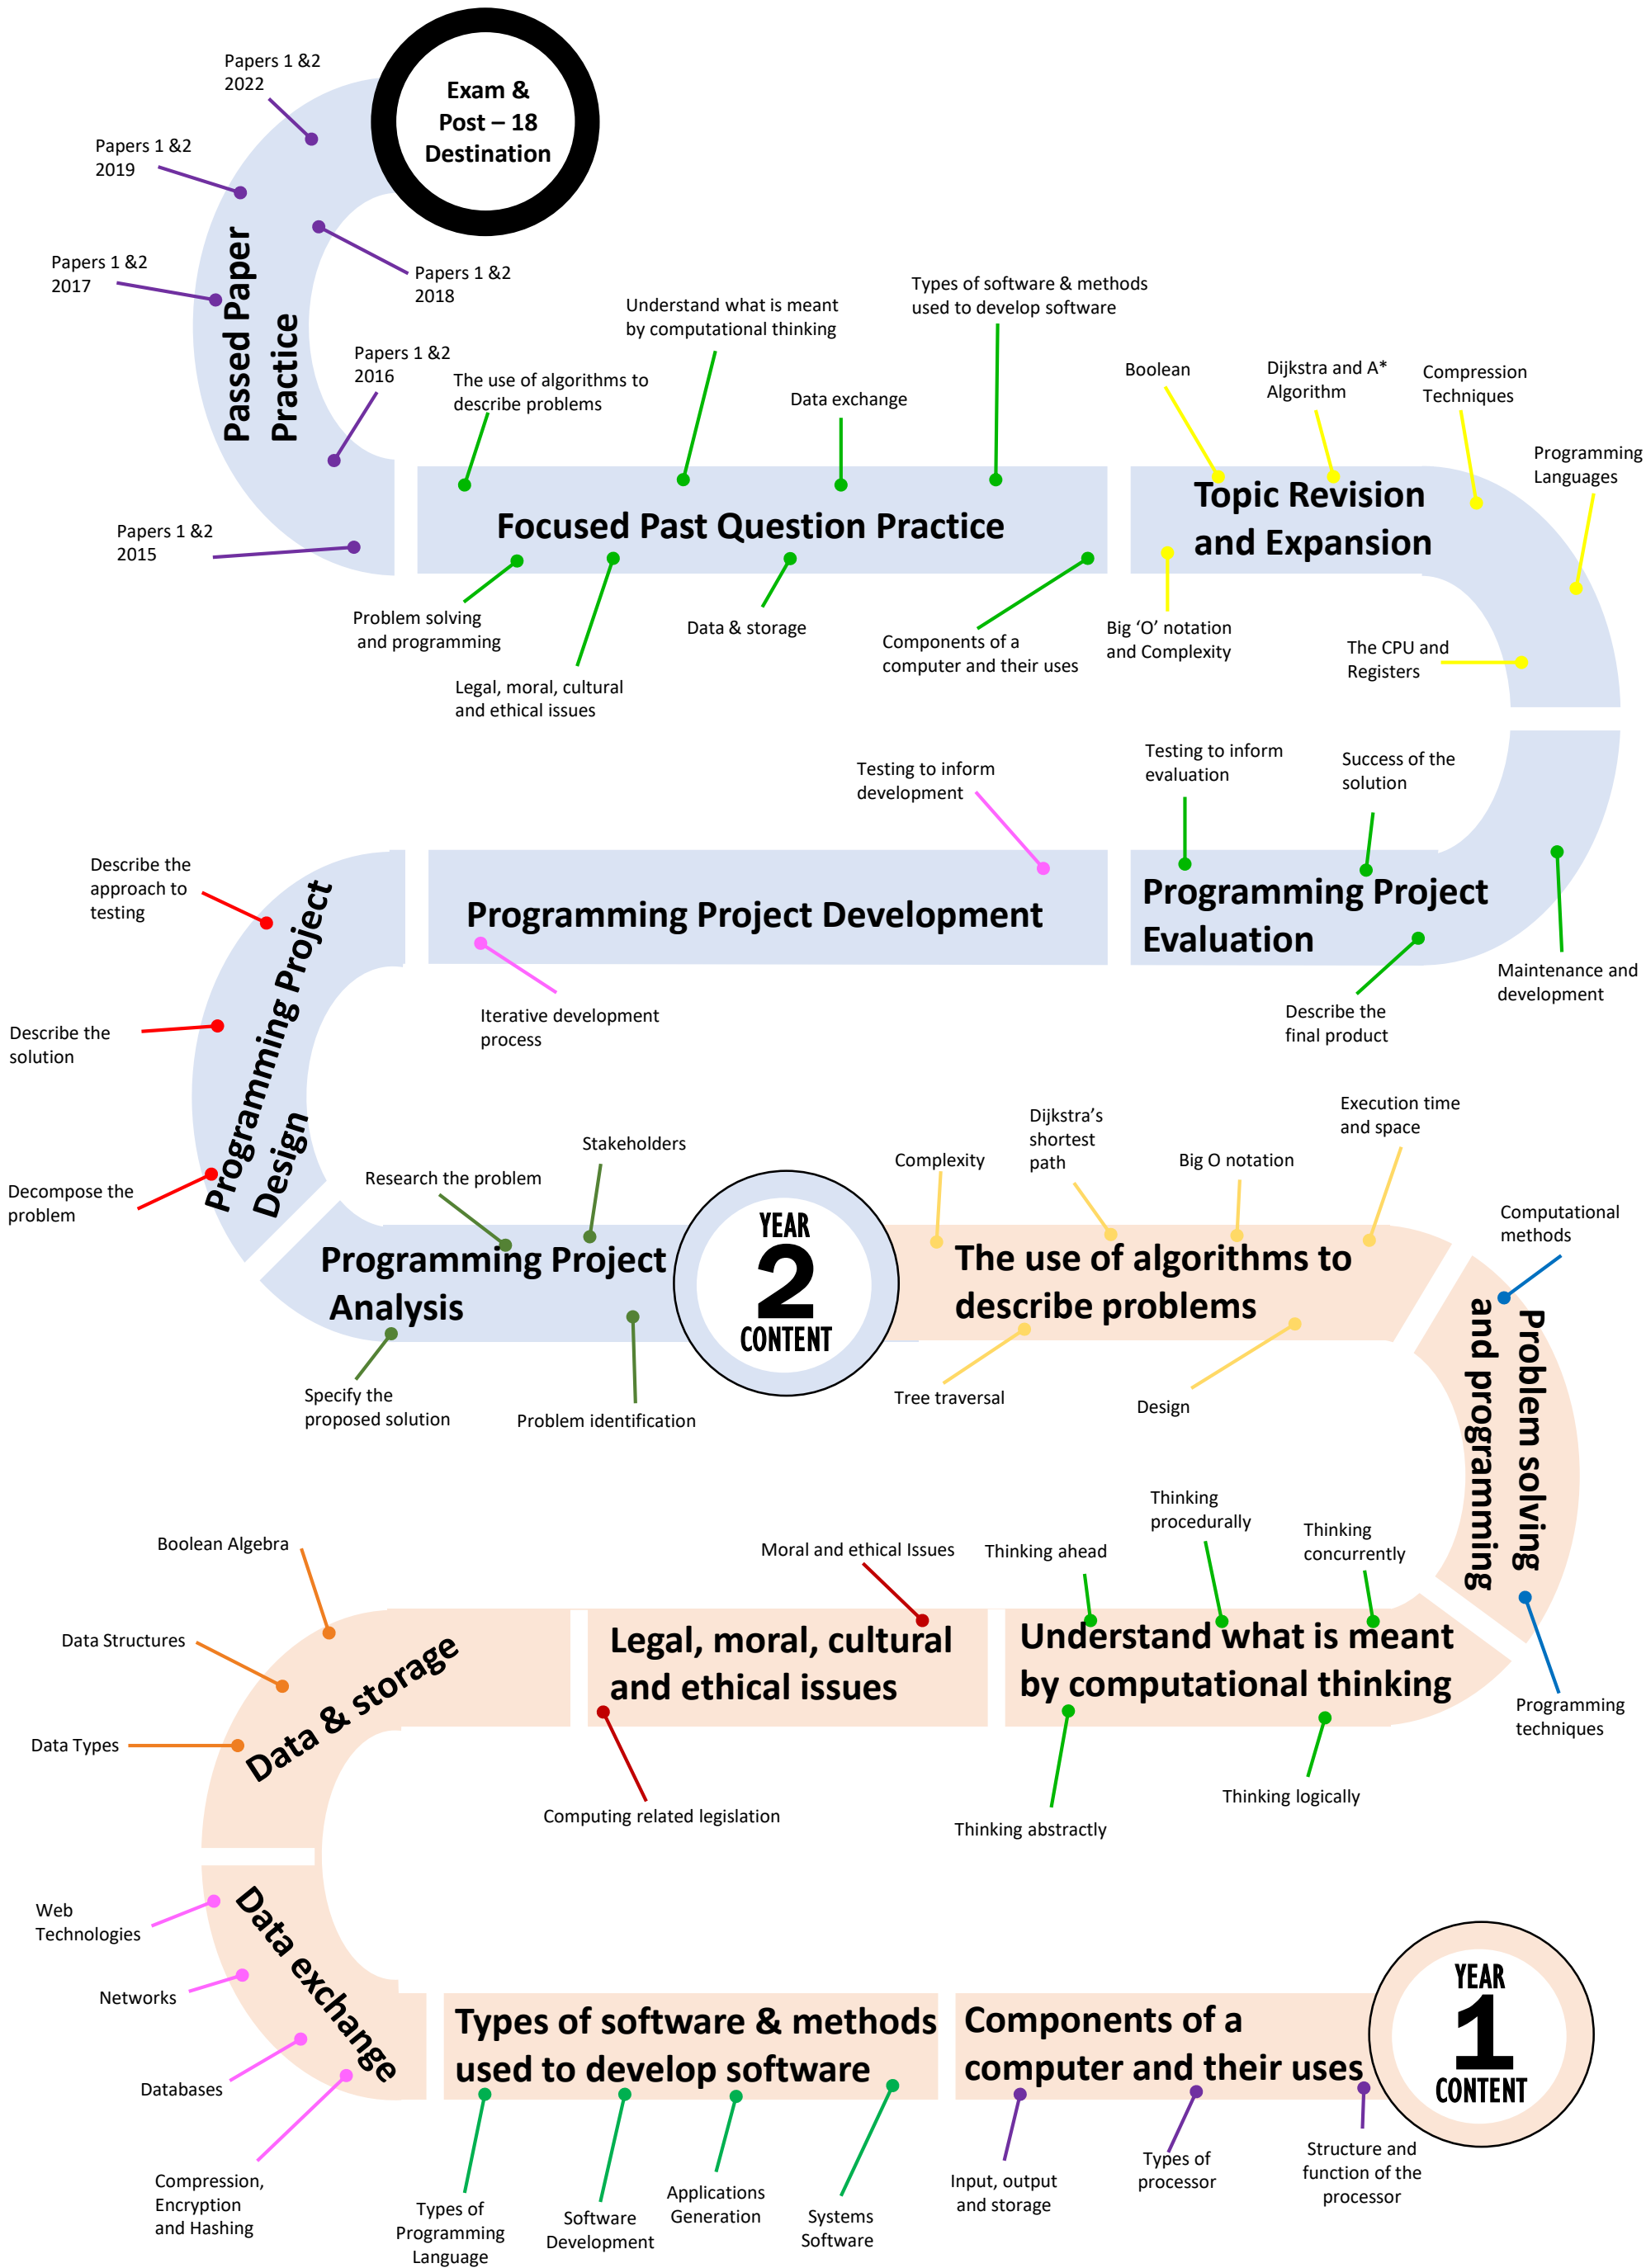 Exam &
Post – 18
Destination
Papers 1 &2
2022
Papers 1 &2
2019
Papers 1 &2
2017
Papers 1 &2
2018
Papers 1 &2
2016
Papers 1 &2
2015
Passed Paper
Practice
The use of algorithms to
describe problems
Understand what is meant
by computational thinking
Data exchange
Types of software & methods
used to develop software
Focused Past Question Practice
Problem solving
and programming
Legal, moral, cultural
and ethical issues
Data & storage
Components of a
computer and their uses
Boolean
Dijkstra and A*
Algorithm
Compression
Techniques
Programming
Languages
Topic Revision
and Expansion
Big ‘O’ notation
and Complexity
The CPU and
Registers
Testing to inform
development
Testing to inform
evaluation
Success of the
solution
Programming Project Development
Programming Project
Evaluation
Iterative development
process
Describe the
final product
Maintenance and
development
Describe the
approach to
testing
Describe the
solution
Decompose the
problem
Programming Project
Design
Research the problem
Stakeholders
Programming Project
Analysis
Specify the
proposed solution
Problem identification
YEAR
2
CONTENT
Complexity
Dijkstra’s
shortest
path
Big O notation
Execution time
and space
The use of algorithms to
describe problems
Tree traversal
Design
Computational
methods
Problem solving
and programming
Programming
techniques
Thinking ahead
Thinking
procedurally
Thinking
concurrently
Understand what is meant
by computational thinking
Thinking abstractly
Thinking logically
Moral and ethical Issues
Legal, moral, cultural
and ethical issues
Computing related legislation
Boolean Algebra
Data Structures
Data Types
Data & storage
Web
Technologies
Networks
Databases
Compression,
Encryption
and Hashing
Data exchange
Types of software & methods
used to develop software
Types of
Programming
Language
Software
Development
Applications
Generation
Systems
Software
Components of a
computer and their uses
Input, output
and storage
Types of
processor
Structure and
function of the
processor
YEAR
1
CONTENT